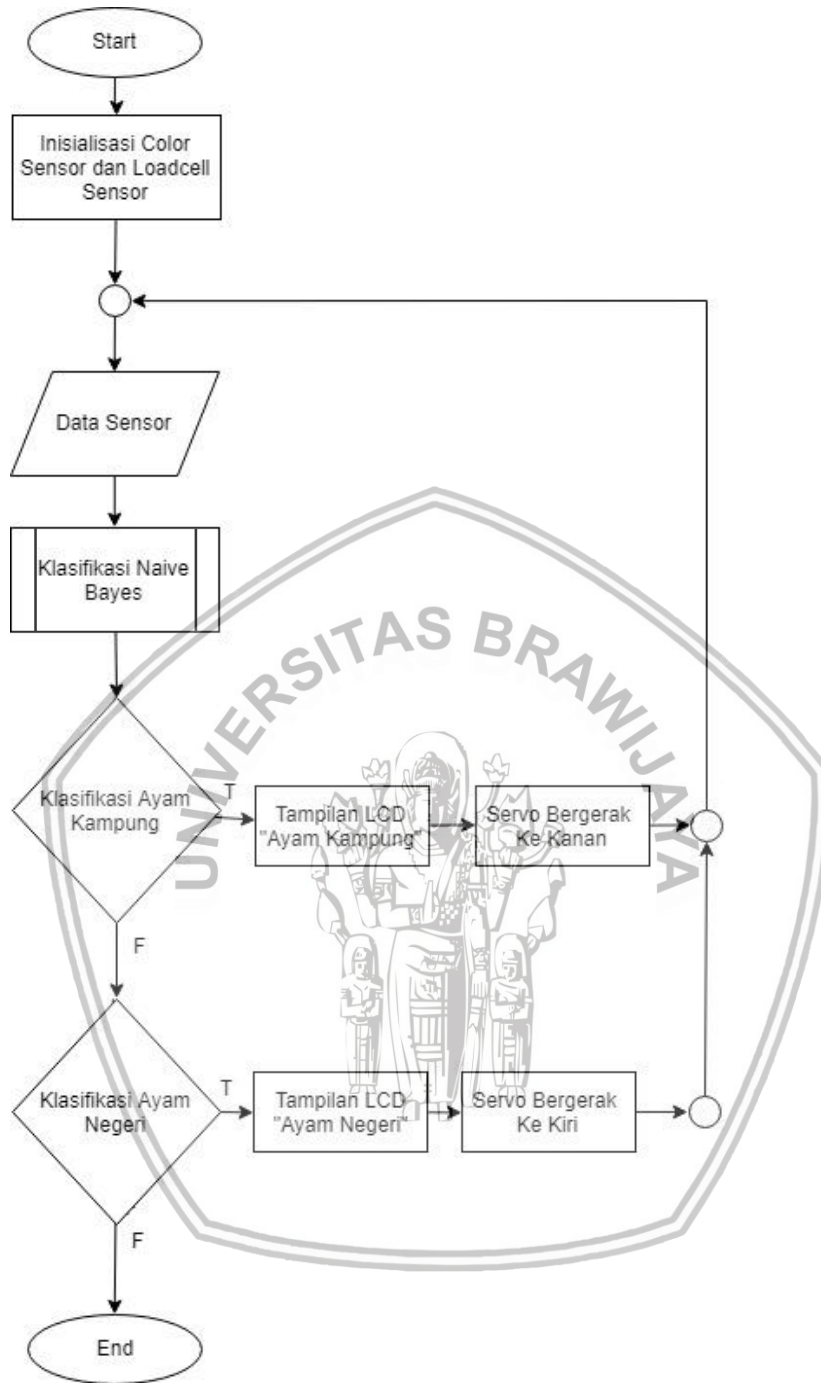 Start
Inisialisasi Color
Sensor dan Loadcell
Sensor
Data Sensor
Klasifikasi Naive
Bayes
UNIVERSITAS BRAWIJAYA
Klasifikasi Ayam
Kampung
T
Tampilan LCD
"Ayam Kampung"
Servo Bergerak
Ke Kanan
F
Klasifikasi Ayam
Negeri
T
Tampilan LCD
"Ayam Negeri"
Servo Bergerak
Ke Kiri
F
End